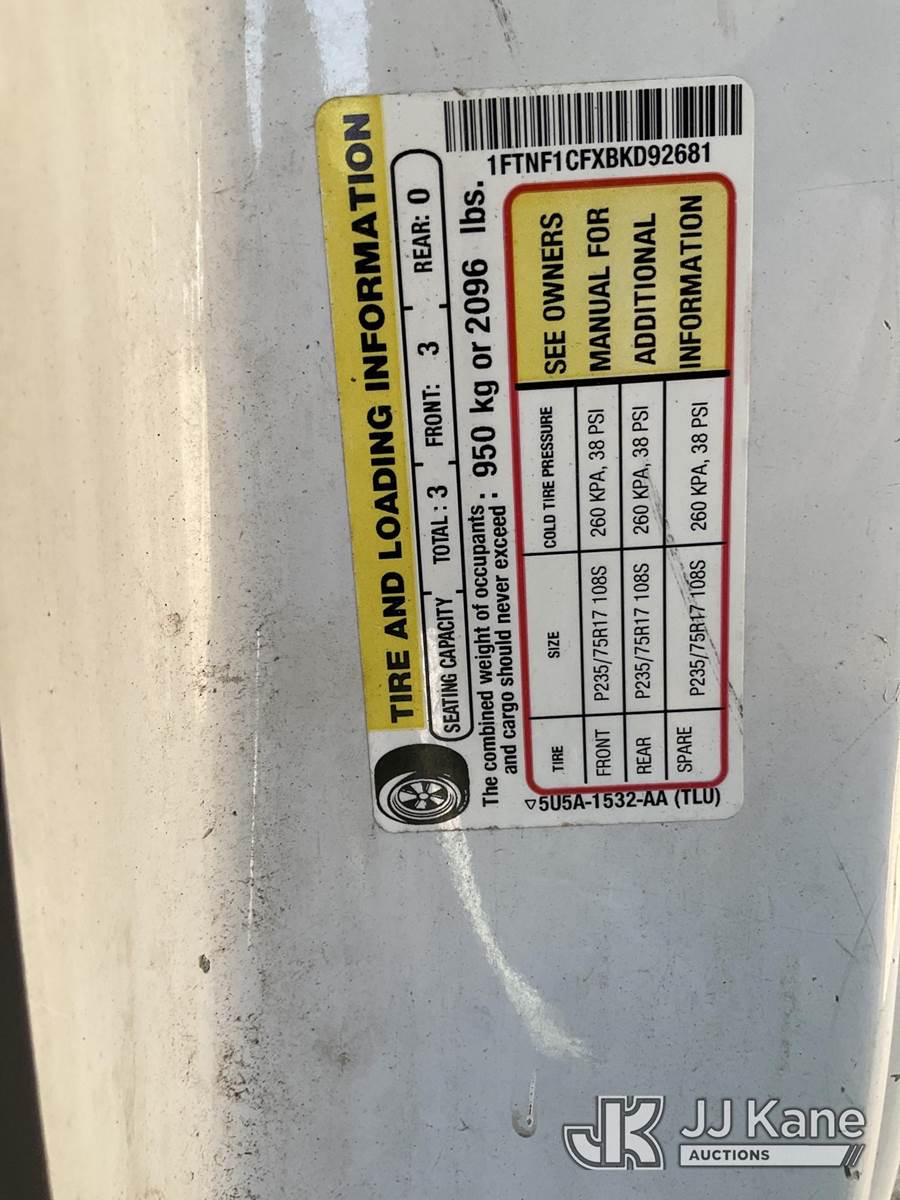 TIRE AND LOADING INFORMATION
SEATING CAPACITY TOTAL : 3 FRONT: 3 REAR: 0
The combined weight of occupants : 950 kg or 2096 lbs.
and cargo should never exceed
TIRE SIZE COLD TIRE PRESSURE
FRONT P235/75R17 108S 260 KPA, 38 PSI
REAR P235/75R17 108S 260 KPA, 38 PSI
SPARE P235/75R17 108S 260 KPA, 38 PSI
SEE OWNERS
MANUAL FOR
ADDITIONAL
INFORMATION
5U5A-1532-AA (TLU)
1FTNF1CFXBKD92681
JK JJ Kane
AUCTIONS